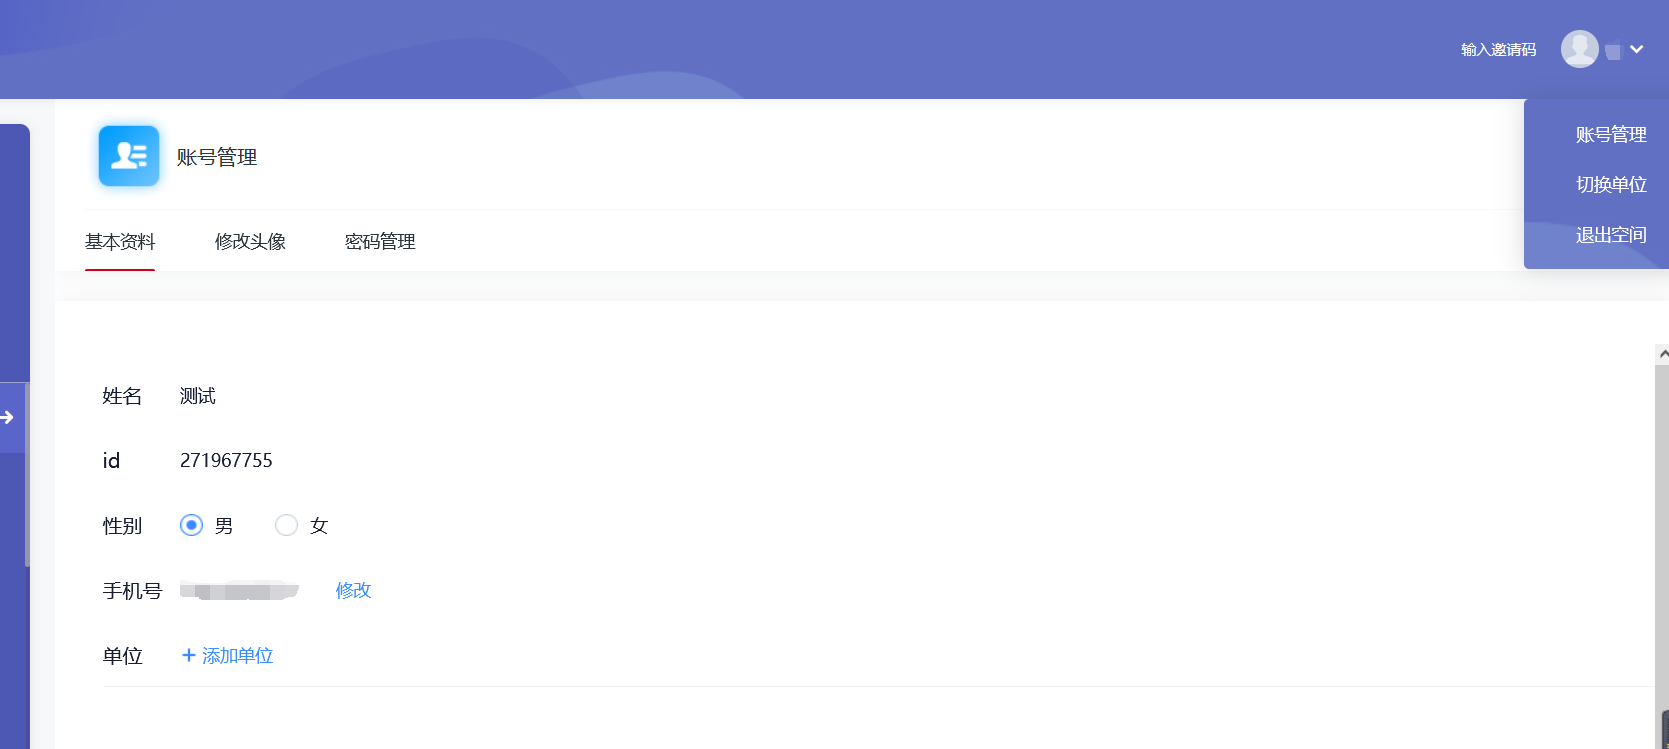 输入邀请码
账号管理
切换单位
退出空间
账号管理
基本资料 修改头像 密码管理
姓名 测试
id 271967755
性别 男 女
手机号 修改
单位 + 添加单位